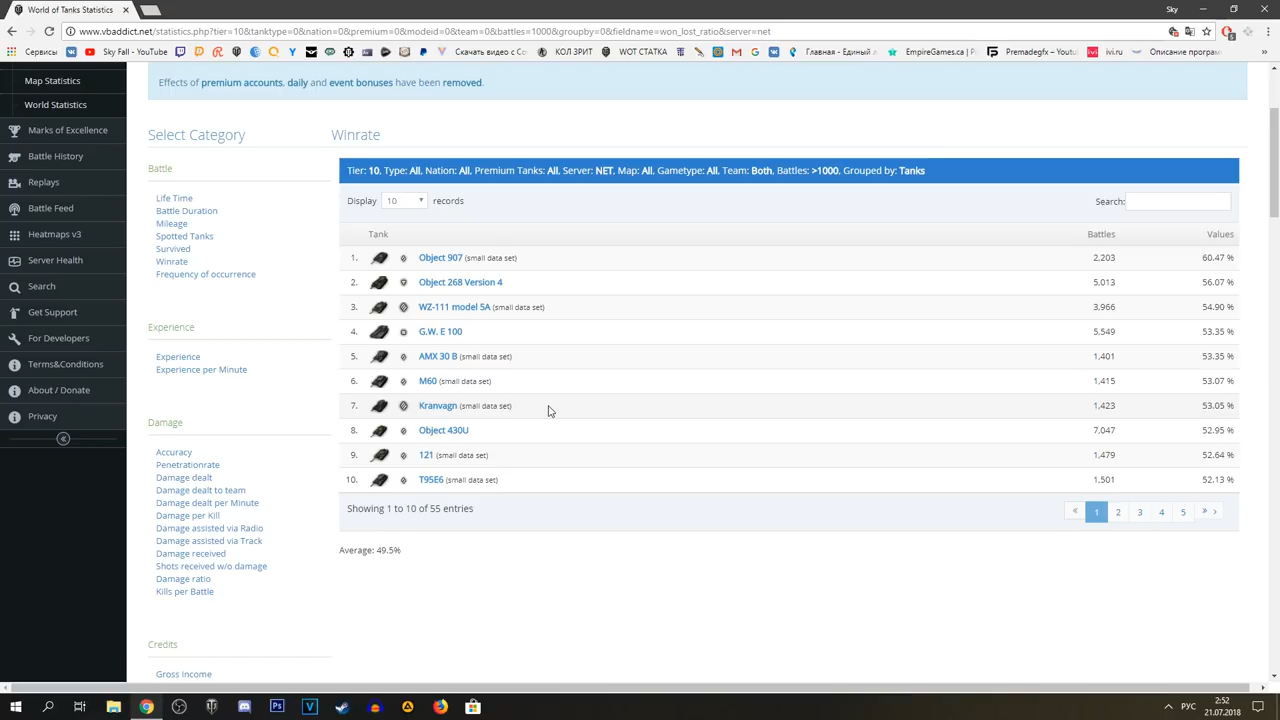 World of Tanks Statistics
Sky
www.vbaddict.net/statistics.php?tier=10&tanktype=0&nation=0&premium=0&modeid=0&team=0&battles=1000&groupby=0&fieldname=won_lost_ratio&server=net
Сервисы Sky Fall - YouTube Скачать видео с Со КОЛ ЗРИТ WOT СТАТКА Главная - Единый EmpireGames.ca Premadegfx – Youtu ivi.ru Описание програм
Map Statistics
World Statistics
Marks of Excellence
Battle History
Replays
Battle Feed
Heatmaps v3
Server Health
Search
Get Support
For Developers
Terms&Conditions
About / Donate
Privacy
Effects of premium accounts, daily and event bonuses have been removed.
Select Category
Battle
Life Time
Battle Duration
Mileage
Spotted Tanks
Survived
Winrate
Frequency of occurrence
Experience
Experience
Experience per Minute
Damage
Accuracy
Penetrationrate
Damage dealt
Damage dealt to team
Damage dealt per Minute
Damage per Kill
Damage assisted via Radio
Damage assisted via Track
Damage received
Shots received w/o damage
Damage ratio
Kills per Battle
Credits
Gross Income
Winrate
Tier: 10, Type: All, Nation: All, Premium Tanks: All, Server: NET, Map: All, Gametype: All, Team: Both, Battles: >1000, Grouped by: Tanks
Display 10 records Search:
Tank Battles Values
1. Object 907 (small data set) 2,203 60.47 %
2. Object 268 Version 4 5,013 56.07 %
3. WZ-111 model 5A (small data set) 3,966 54.90 %
4. G.W. E 100 5,549 53.35 %
5. AMX 30 B (small data set) 1,401 53.35 %
6. M60 (small data set) 1,415 53.07 %
7. Kranvagn (small data set) 1,423 53.05 %
8. Object 430U 7,047 52.95 %
9. 121 (small data set) 1,479 52.64 %
10. T95E6 (small data set) 1,501 52.13 %
Showing 1 to 10 of 55 entries
1 2 3 4 5
Average: 49.5%
РУС
2:52
21.07.2018